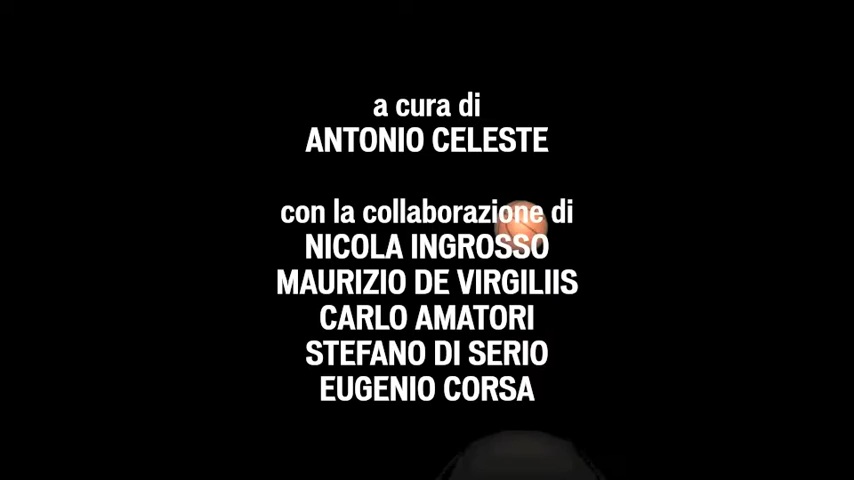 a cura di
ANTONIO CELESTE
con la collaborazione di
NICOLA INGROSSO
MAURIZIO DE VIRGILIIS
CARLO AMATORI
STEFANO DI SERIO
EUGENIO CORSA